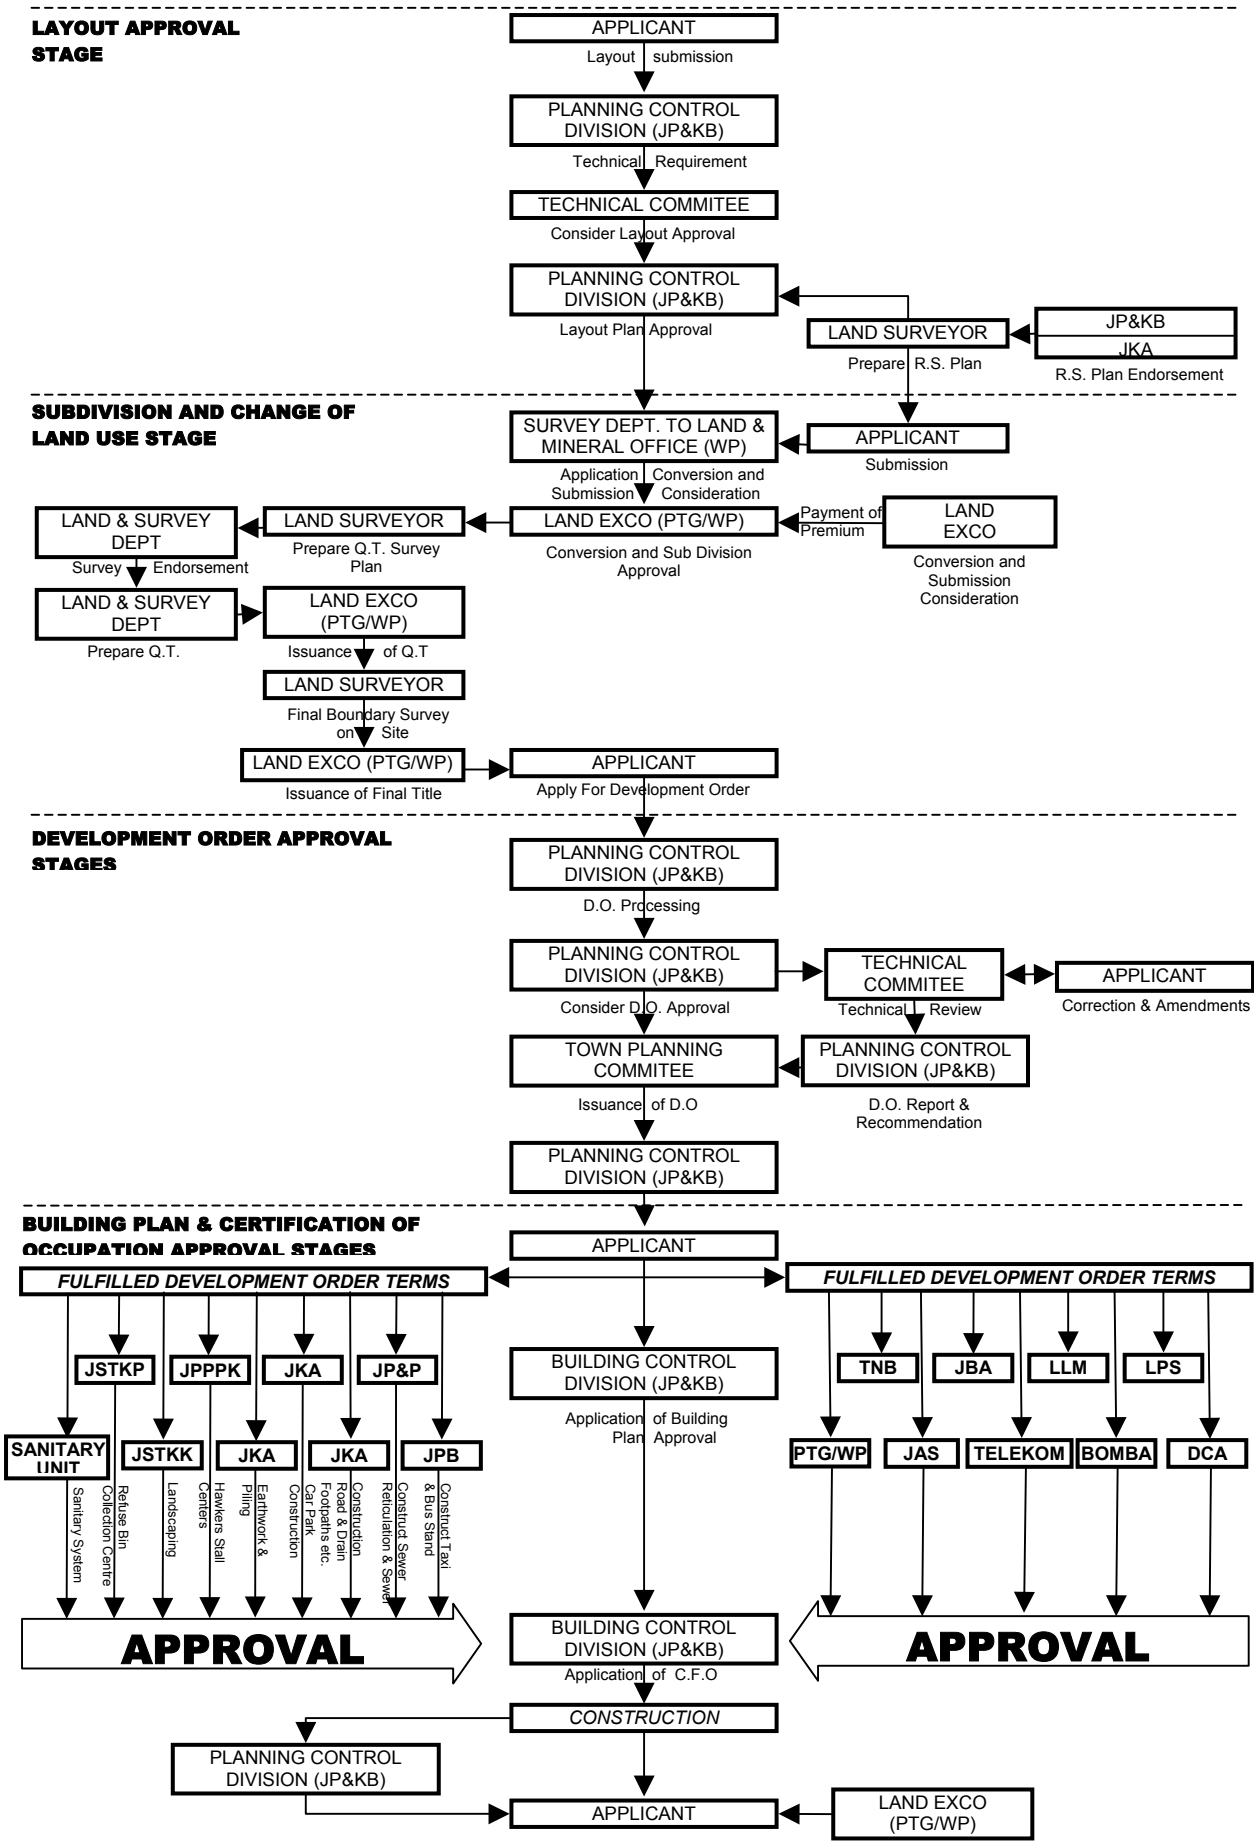 LAYOUT APPROVAL
STAGE
APPLICANT
Layout submission
PLANNING CONTROL
DIVISION (JP&KB)
Technical Requirement
TECHNICAL COMMITEE
Consider Layout Approval
PLANNING CONTROL
DIVISION (JP&KB)
Layout Plan Approval
LAND SURVEYOR
Prepare R.S. Plan
JP&KB
JKA
R.S. Plan Endorsement
SUBDIVISION AND CHANGE OF
LAND USE STAGE
SURVEY DEPT. TO LAND &
MINERAL OFFICE (WP)
APPLICANT
Submission
Application Conversion and
Submission Consideration
LAND & SURVEY
DEPT
Survey Endorsement
LAND SURVEYOR
Prepare Q.T. Survey
Plan
LAND EXCO (PTG/WP)
Conversion and Sub Division
Approval
Payment of
Premium
LAND
EXCO
Conversion and
Submission
Consideration
LAND & SURVEY
DEPT
Prepare Q.T.
LAND EXCO
(PTG/WP)
Issuance of Q.T
LAND SURVEYOR
Final Boundary Survey
on Site
LAND EXCO (PTG/WP)
Issuance of Final Title
APPLICANT
Apply For Development Order
DEVELOPMENT ORDER APPROVAL
STAGES
PLANNING CONTROL
DIVISION (JP&KB)
D.O. Processing
PLANNING CONTROL
DIVISION (JP&KB)
Consider D.O. Approval
TECHNICAL
COMMITEE
Technical Review
APPLICANT
Correction & Amendments
TOWN PLANNING
COMMITEE
Issuance of D.O
PLANNING CONTROL
DIVISION (JP&KB)
D.O. Report &
Recommendation
PLANNING CONTROL
DIVISION (JP&KB)
BUILDING PLAN & CERTIFICATION OF
OCCUPATION APPROVAL STAGES
APPLICANT
FULFILLED DEVELOPMENT ORDER TERMS
FULFILLED DEVELOPMENT ORDER TERMS
JSTKP
JPPPK
JKA
JP&P
BUILDING CONTROL
DIVISION (JP&KB)
Application of Building
Plan Approval
TNB
JBA
LLM
LPS
SANITARY
UNIT
JSTKK
JKA
JKA
JPB
PTG/WP
JAS
TELEKOM
BOMBA
DCA
Sanitary System
Refuse Bin
Collection Centre
Landscaping
Hawkers Stall
Centers
Earthwork &
Piling
Car Park
Construction
Construction
Road & Drain
Footpaths etc.
Construct Sewer
Reticulation & Sewer
Construct Taxi
& Bus Stand
APPROVAL
BUILDING CONTROL
DIVISION (JP&KB)
Application of C.F.O
APPROVAL
CONSTRUCTION
PLANNING CONTROL
DIVISION (JP&KB)
APPLICANT
LAND EXCO
(PTG/WP)